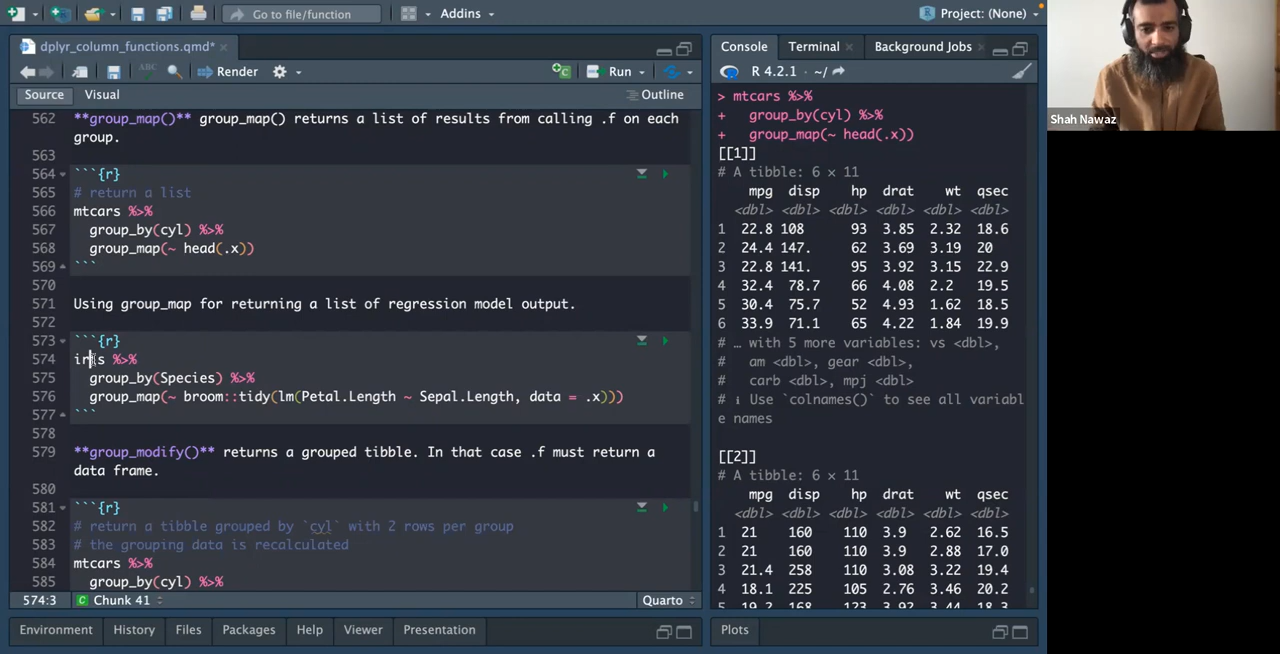 Go to file/function
Addins
Project: (None)
dplyr_column_functions.qmd*
Render
Run
Source
Visual
Outline
562 **group_map()** group_map() returns a list of results from calling .f on each
group.
563
564 ```{r}
565 # return a list
566 mtcars %>%
567 group_by(cyl) %>%
568 group_map(~ head(.x))
569 ```
570
571 Using group_map for returning a list of regression model output.
572
573 ```{r}
574 iris %>%
575 group_by(Species) %>%
576 group_map(~ broom::tidy(lm(Petal.Length ~ Sepal.Length, data = .x)))
577 ```
578
579 **group_modify()** returns a grouped tibble. In that case .f must return a
data frame.
580
581 ```{r}
582 # return a tibble grouped by `cyl` with 2 rows per group
583 # the grouping data is recalculated
584 mtcars %>%
585 group_by(cyl) %>%
574:3
C Chunk 41
Quarto
Environment
History
Files
Packages
Help
Viewer
Presentation
Console
Terminal
Background Jobs
R 4.2.1 · ~/
> mtcars %>%
+ group_by(cyl) %>%
+ group_map(~ head(.x))
[[1]]
# A tibble: 6 × 11
mpg disp hp drat wt qsec
<dbl> <dbl> <dbl> <dbl> <dbl> <dbl>
1 22.8 108 93 3.85 2.32 18.6
2 24.4 147. 62 3.69 3.19 20
3 22.8 141. 95 3.92 3.15 22.9
4 32.4 78.7 66 4.08 2.2 19.5
5 30.4 75.7 52 4.93 1.62 18.5
6 33.9 71.1 65 4.22 1.84 19.9
# … with 5 more variables: vs <dbl>,
# am <dbl>, gear <dbl>,
# carb <dbl>, mpj <dbl>
# ℹ Use `colnames()` to see all variabl
e names
[[2]]
# A tibble: 6 × 11
mpg disp hp drat wt qsec
<dbl> <dbl> <dbl> <dbl> <dbl> <dbl>
1 21 160 110 3.9 2.62 16.5
2 21 160 110 3.9 2.88 17.0
3 21.4 258 110 3.08 3.22 19.4
4 18.1 225 105 2.76 3.46 20.2
5 19.2 168 123 3.92 3.44 18.3
Plots
Shah Nawaz